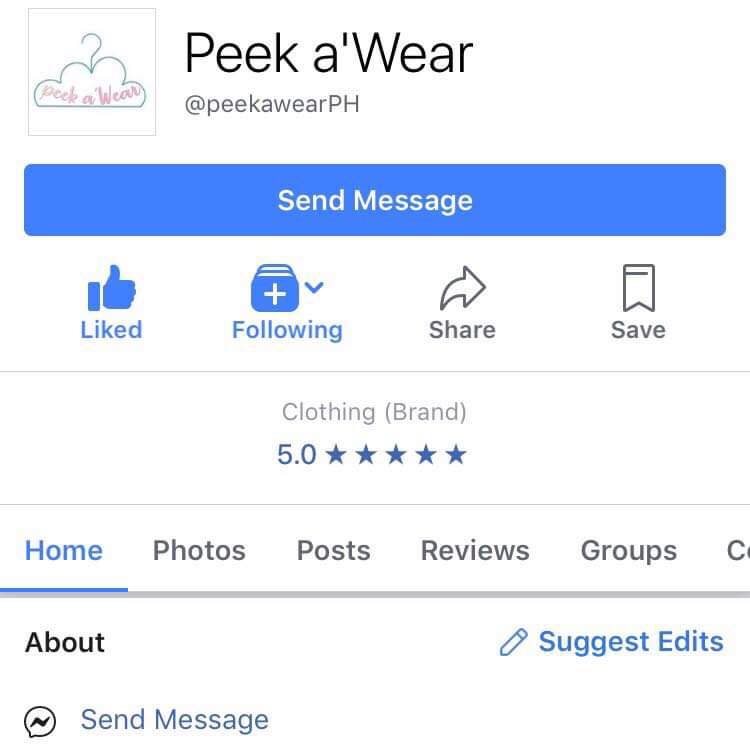 Peek a'Wear
Peek a'Wear
@peekawearPH
Send Message
Liked
Following
Share
Save
Clothing (Brand)
5.0 ★★★★★
Home
Photos
Posts
Reviews
Groups
About
Suggest Edits
Send Message